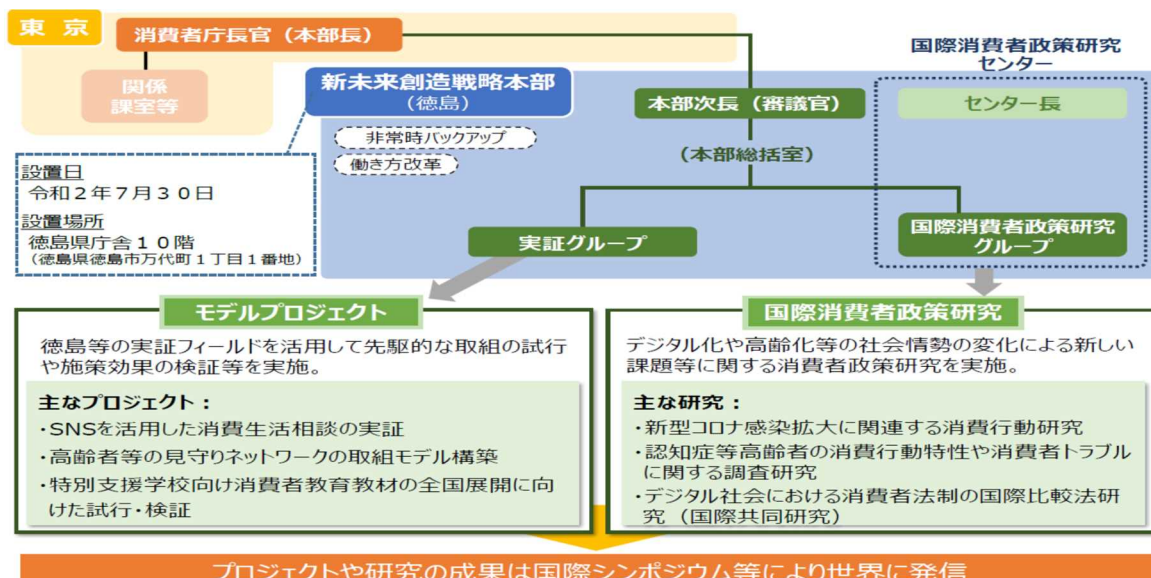 東 京
消費者庁長官（本部長）
関係
課室等
新未来創造戦略本部
（徳島）
非常時バックアップ
働き方改革
本部次長（審議官）
（本部総括室）
国際消費者政策研究
センター
センター長
設置日
令和２年７月３０日
設置場所
徳島県庁舎１０階
（徳島県徳島市万代町１丁目１番地）
実証グループ
国際消費者政策研究
グループ
モデルプロジェクト
徳島等の実証フィールドを活用して先駆的な取組の試行
や施策効果の検証等を実施。
主なプロジェクト：
・SNSを活用した消費生活相談の実証
・高齢者等の見守りネットワークの取組モデル構築
・特別支援学校向け消費者教育教材の全国展開に向
けた試行・検証
国際消費者政策研究
デジタル化や高齢化等の社会情勢の変化による新しい
課題等に関する消費者政策研究を実施。
主な研究：
・新型コロナ感染拡大に関連する消費行動研究
・認知症等高齢者の消費行動特性や消費者トラブル
に関する調査研究
・デジタル社会における消費者法制の国際比較法研
究（国際共同研究）
プロジェクトや研究の成果は国際シンポジウム等により世界に発信